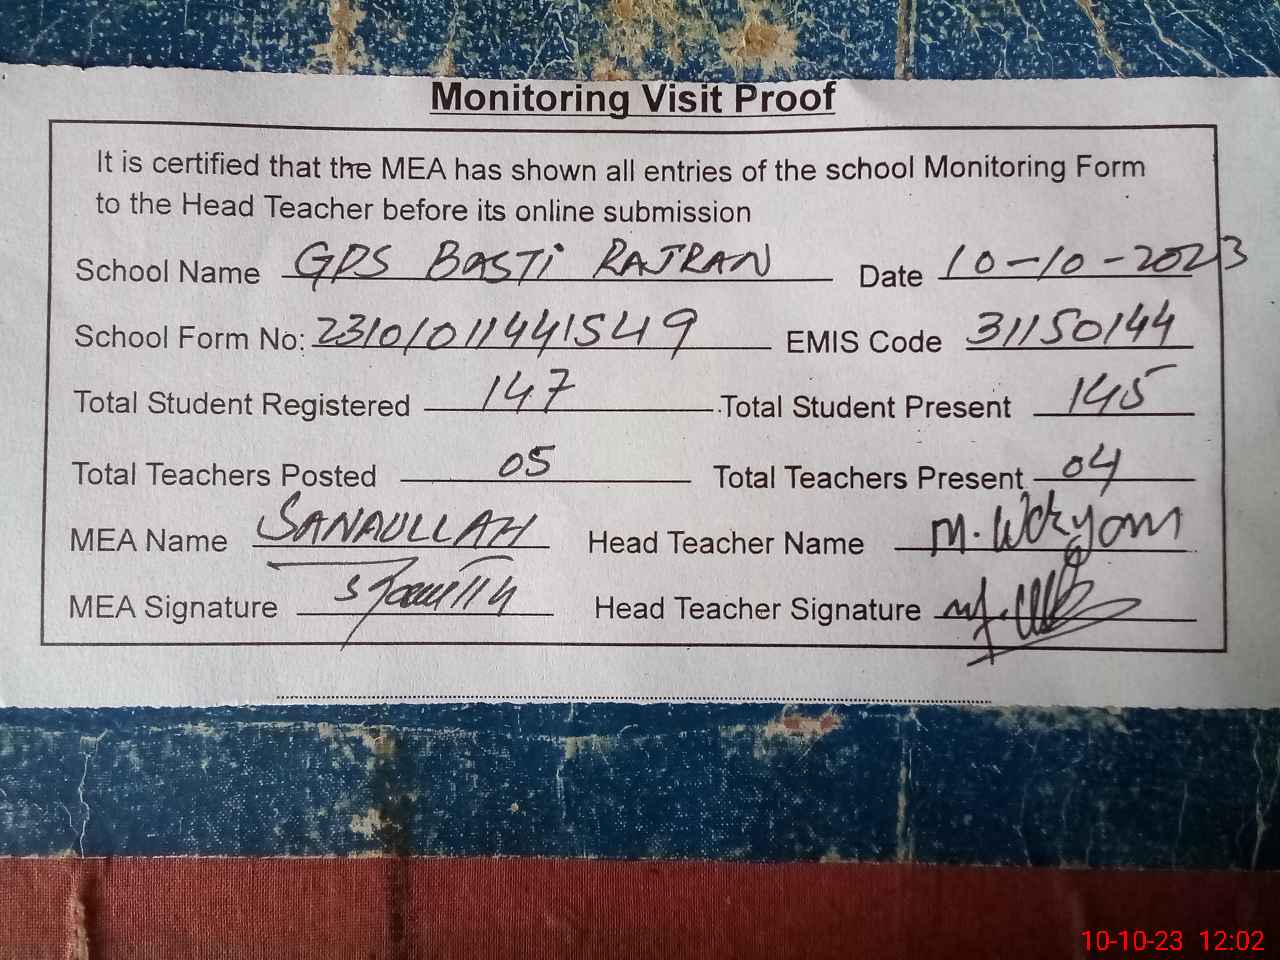 Monitoring Visit Proof
It is certified that the MEA has shown all entries of the school Monitoring Form
to the Head Teacher before its online submission
School Name GPS BASTI RAJRAN Date 10-10-2023
School Form No: 23101011441549 EMIS Code 31150144
Total Student Registered 147 Total Student Present 145
Total Teachers Posted 05 Total Teachers Present 04
MEA Name SANAULLAH Head Teacher Name M.
MEA Signature Head Teacher Signature
10-10-23 12:02